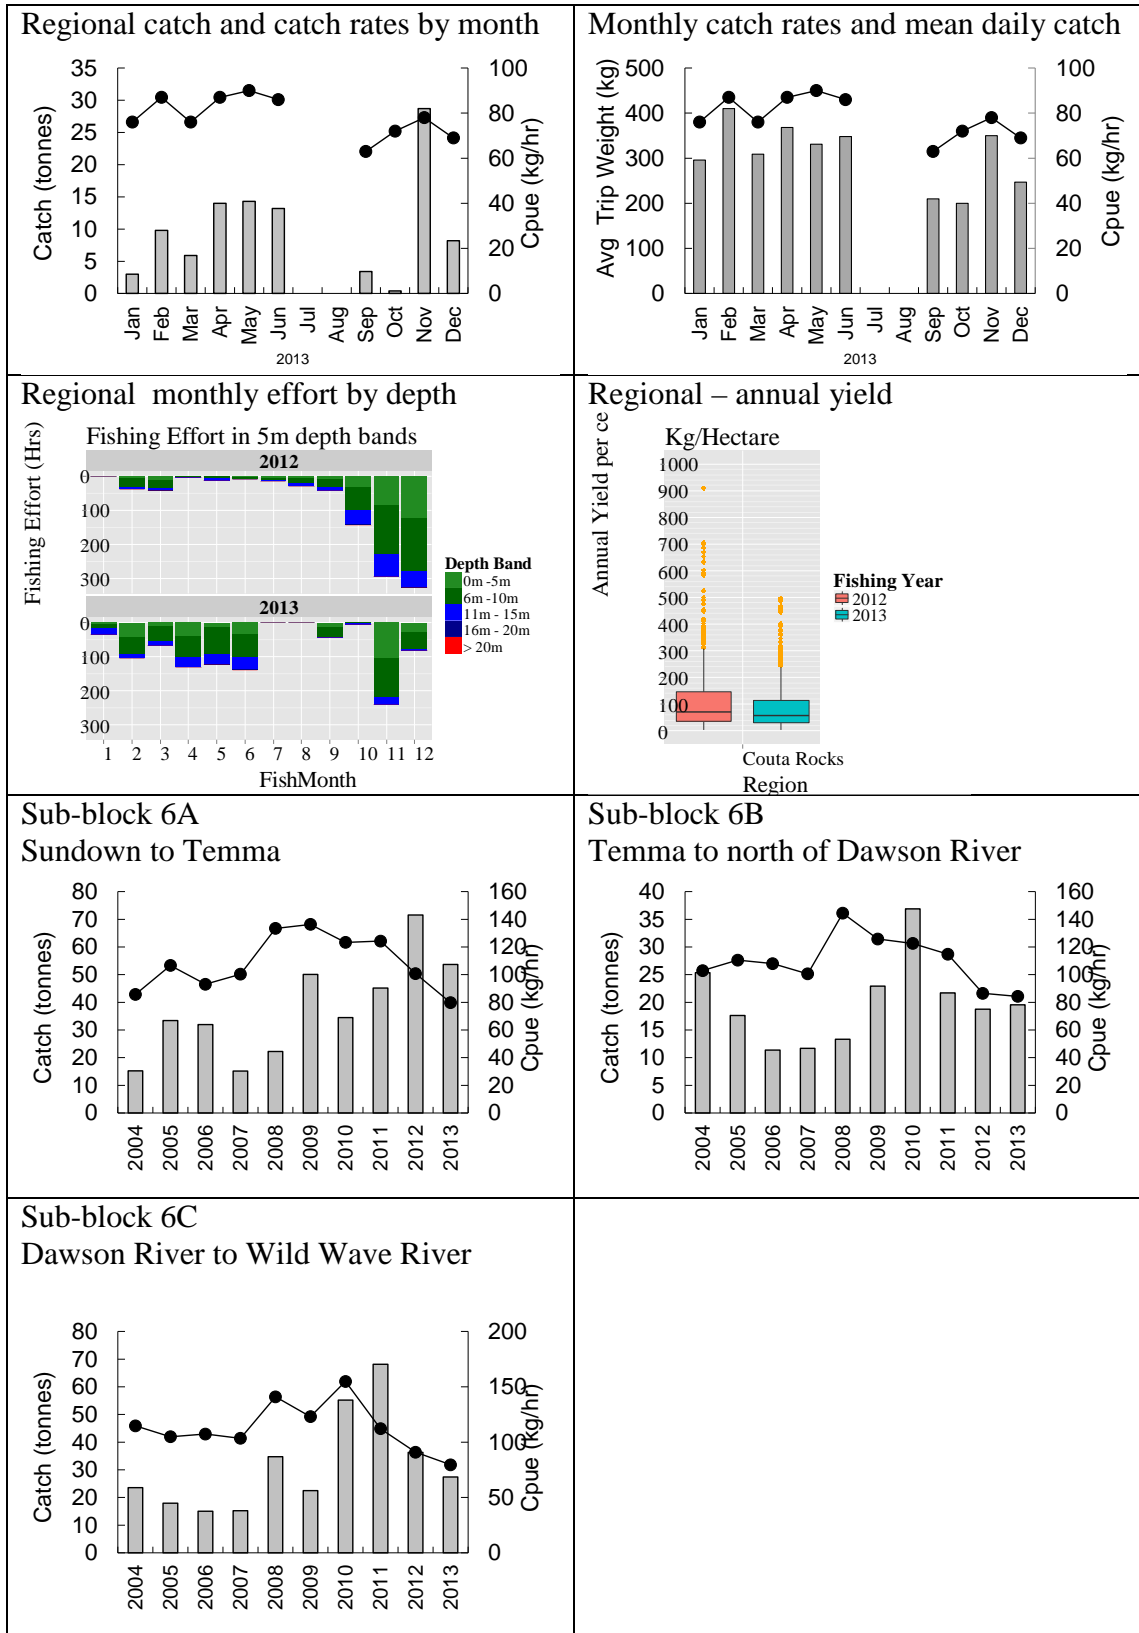 Regional catch and catch rates by month
35
30
25
20
15
10
5
0
Catch (tonnes)
100
80
60
40
20
0
Cpue (kg/hr)
Jan Feb Mar Apr May Jun Jul Aug Sep Oct Nov Dec
2013
Monthly catch rates and mean daily catch
500
400
300
200
100
0
Avg Trip Weight (kg)
100
80
60
40
20
0
Cpue (kg/hr)
Jan Feb Mar Apr May Jun Jul Aug Sep Oct Nov Dec
2013
Regional monthly effort by depth
Fishing Effort in 5m depth bands
Fishing Effort (Hrs)
2012
0
100
200
300
2013
0
100
200
300
1 2 3 4 5 6 7 8 9 10 11 12
FishMonth
Depth Band
0m -5m
6m -10m
11m - 15m
16m - 20m
> 20m
Regional – annual yield
Kg/Hectare
Annual Yield per ce
1000
900
800
700
600
500
400
300
200
100
0
Couta Rocks
Region
Fishing Year
2012
2013
Sub-block 6A
Sundown to Temma
80
70
60
50
40
30
20
10
0
Catch (tonnes)
160
140
120
100
80
60
40
20
0
Cpue (kg/hr)
2004 2005 2006 2007 2008 2009 2010 2011 2012 2013
Sub-block 6B
Temma to north of Dawson River
40
35
30
25
20
15
10
5
0
Catch (tonnes)
160
140
120
100
80
60
40
20
0
Cpue (kg/hr)
2004 2005 2006 2007 2008 2009 2010 2011 2012 2013
Sub-block 6C
Dawson River to Wild Wave River
80
70
60
50
40
30
20
10
0
Catch (tonnes)
200
150
100
50
0
Cpue (kg/hr)
2004 2005 2006 2007 2008 2009 2010 2011 2012 2013